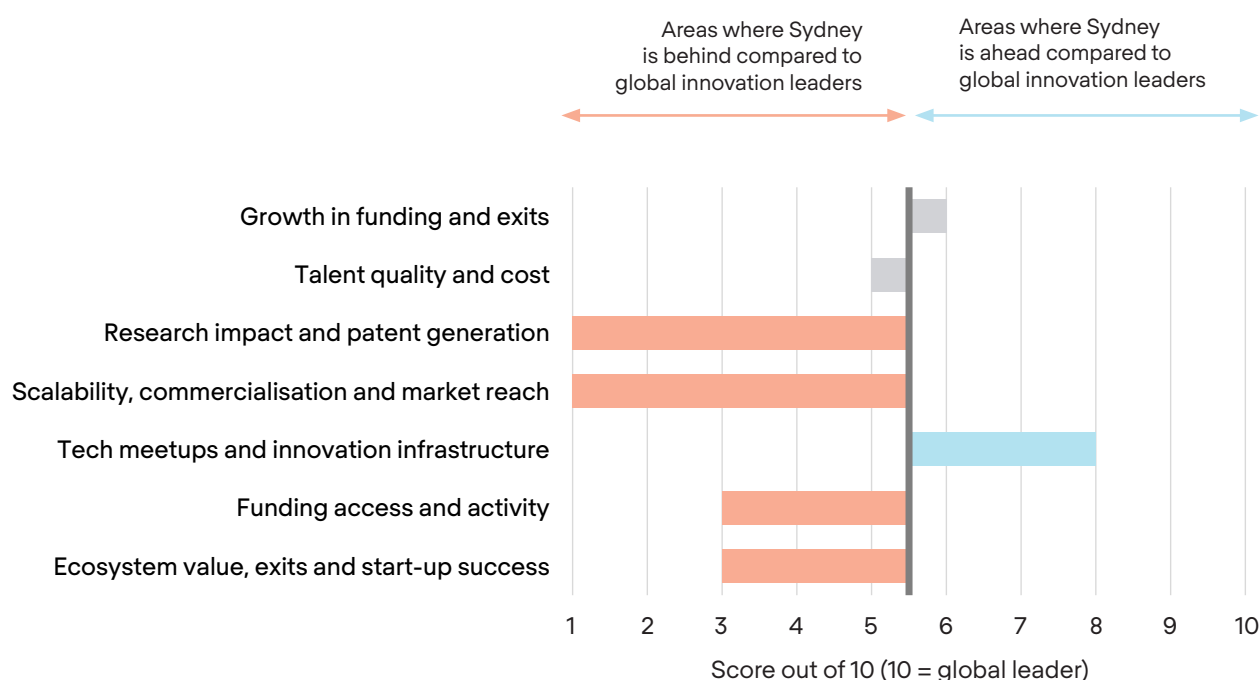 Areas where Sydney
is behind compared to
global innovation leaders
Areas where Sydney
is ahead compared to
global innovation leaders
Growth in funding and exits
Talent quality and cost
Research impact and patent generation
Scalability, commercialisation and market reach
Tech meetups and innovation infrastructure
Funding access and activity
Ecosystem value, exits and start-up success
1 2 3 4 5 6 7 8 9 10
Score out of 10 (10 = global leader)